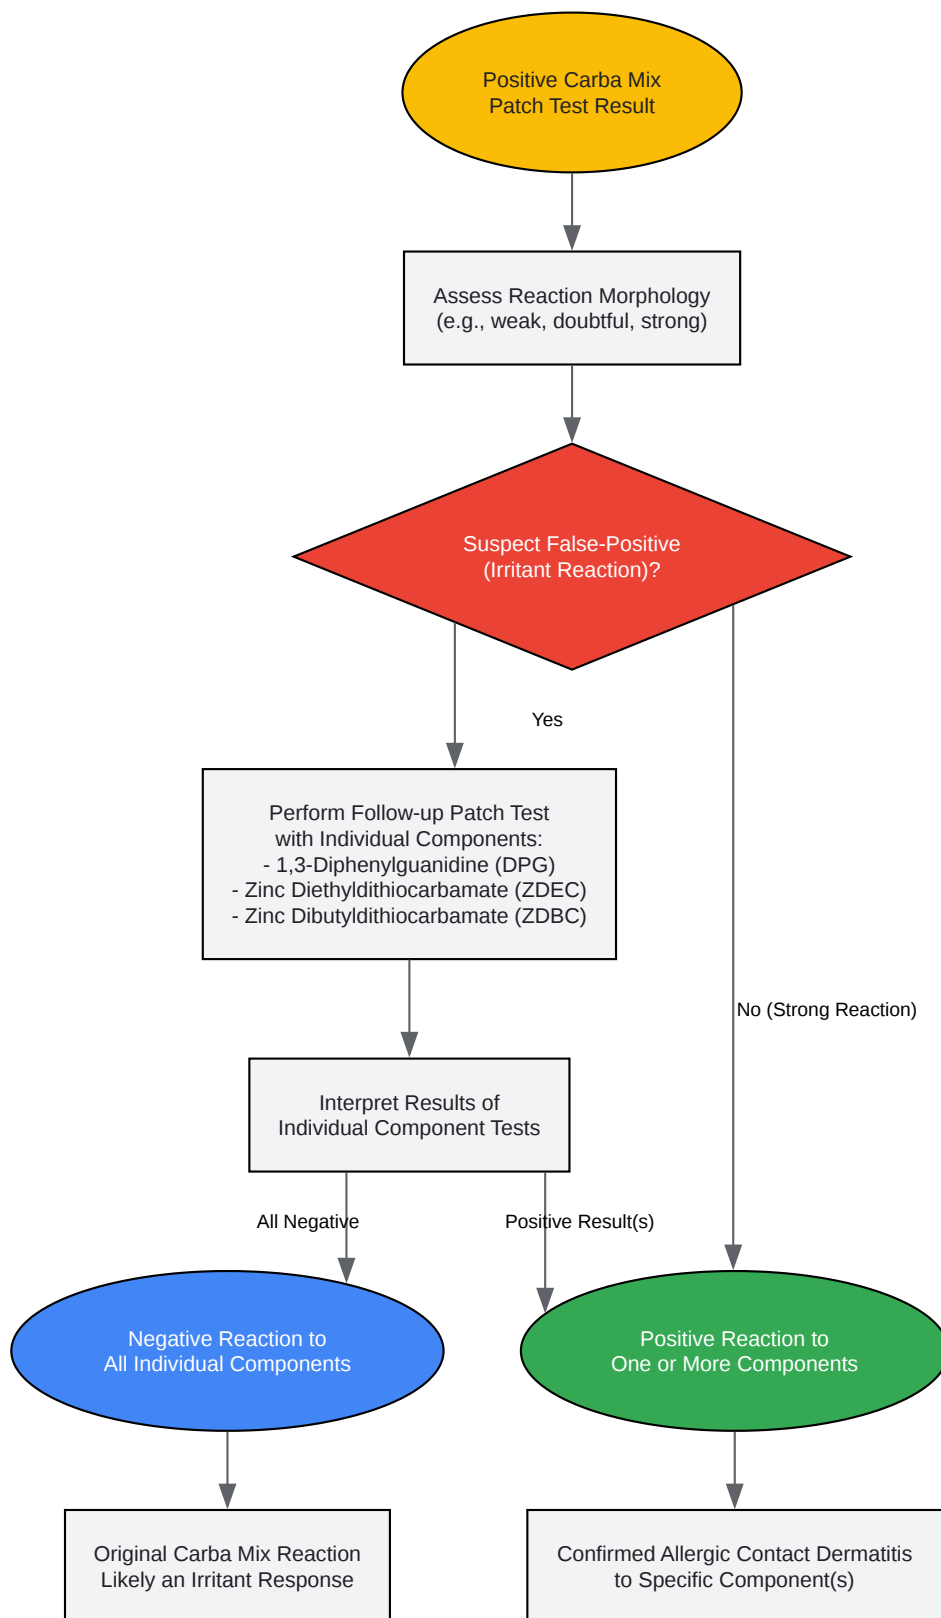 Positive Carba Mix
Patch Test Result
Assess Reaction Morphology
(e.g., weak, doubtful, strong)
Suspect False-Positive
(Irritant Reaction)?
Yes
Perform Follow-up Patch Test
with Individual Components:
- 1,3-Diphenylguanidine (DPG)
- Zinc Diethyldithiocarbamate (ZDEC)
- Zinc Dibutyldithiocarbamate (ZDBC)
No (Strong Reaction)
Interpret Results of
Individual Component Tests
All Negative
Positive Result(s)
Negative Reaction to
All Individual Components
Positive Reaction to
One or More Components
Original Carba Mix Reaction
Likely an Irritant Response
Confirmed Allergic Contact Dermatitis
to Specific Component(s)